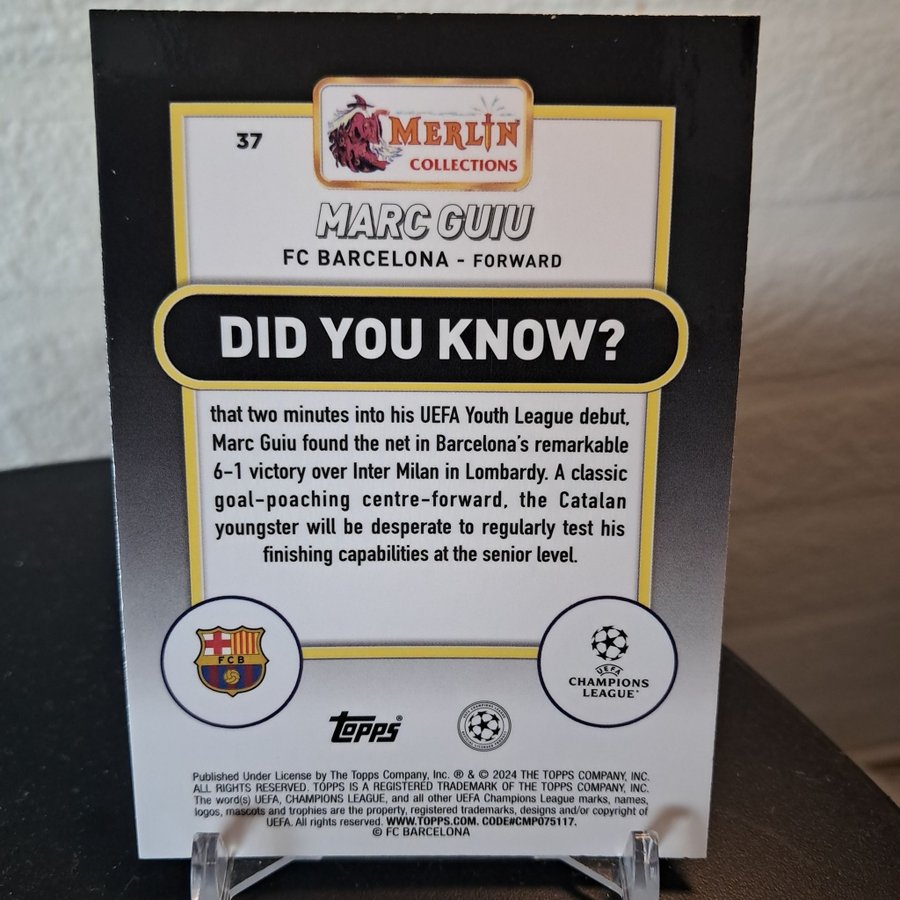 37
MERLIN
COLLECTIONS
MARC GUIU
FC BARCELONA - FORWARD
DID YOU KNOW?
that two minutes into his UEFA Youth League debut,
Marc Guiu found the net in Barcelona's remarkable
6-1 victory over Inter Milan in Lombardy. A classic
goal-poaching centre-forward, the Catalan
youngster will be desperate to regularly test his
finishing capabilities at the senior level.
FCB
UEFA
CHAMPIONS
LEAGUE®
Topps®
Published Under License by The Topps Company, Inc. ® & © 2024 THE TOPPS COMPANY, INC.
ALL RIGHTS RESERVED. TOPPS IS A REGISTERED TRADEMARK OF THE TOPPS COMPANY, INC.
The word(s) UEFA, CHAMPIONS LEAGUE, and all other UEFA Champions League marks, names,
logos, mascots and trophies are the property, registered trademarks, designs and/or copyright of
UEFA. All rights reserved. WWW.TOPPS.COM. CODE#CMP075117.
© FC BARCELONA